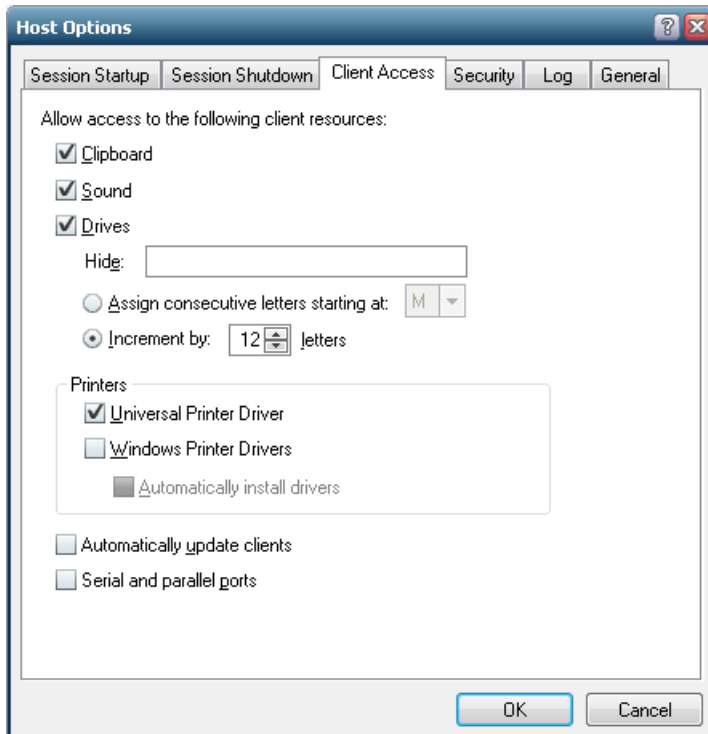 Host Options
Session Startup Session Shutdown Client Access Security Log General
Allow access to the following client resources:
Clipboard
Sound
Drives
Hide:
Assign consecutive letters starting at: M
Increment by: 12 letters
Printers
Universal Printer Driver
Windows Printer Drivers
Automatically install drivers
Automatically update clients
Serial and parallel ports
OK Cancel